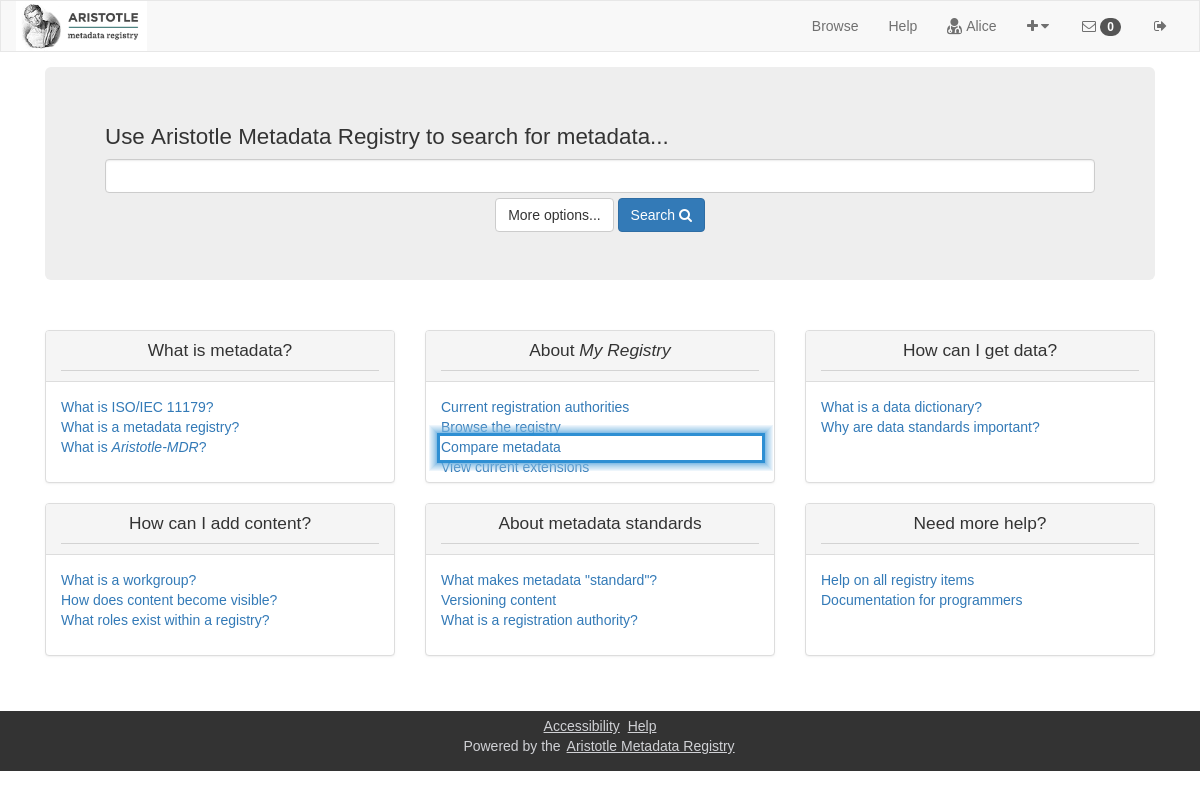 ARISTOTLE
metadata registry
Browse Help Alice 0
Use Aristotle Metadata Registry to search for metadata...
More options... Search
What is metadata?
What is ISO/IEC 11179?
What is a metadata registry?
What is Aristotle-MDR?
About My Registry
Current registration authorities
Browse the registry
Compare metadata
View current extensions
How can I get data?
What is a data dictionary?
Why are data standards important?
How can I add content?
What is a workgroup?
How does content become visible?
What roles exist within a registry?
About metadata standards
What makes metadata "standard"?
Versioning content
What is a registration authority?
Need more help?
Help on all registry items
Documentation for programmers
Accessibility Help
Powered by the Aristotle Metadata Registry